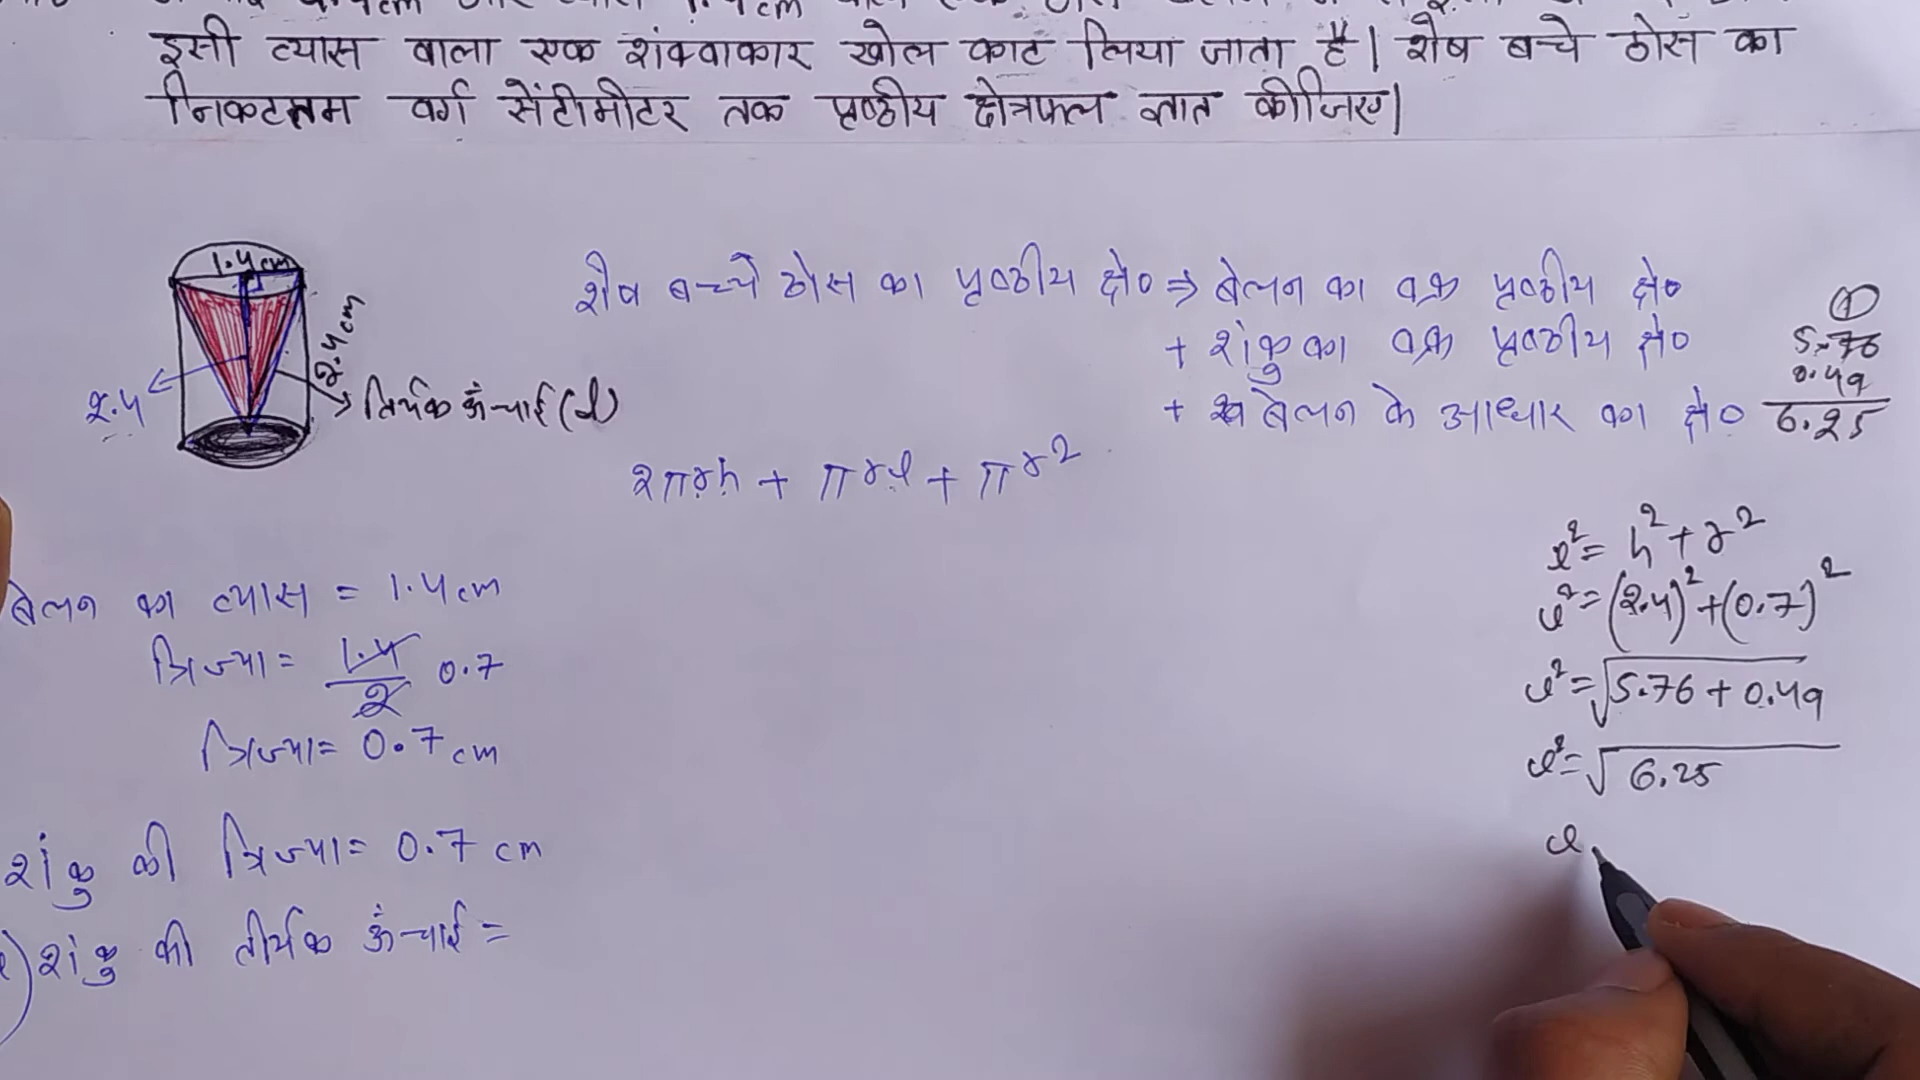 इसी व्यास वाला एक शंक्वाकार खोल काट लिया जाता है। शेष बचे ठोस का
निकटतम वर्ग सेंटीमीटर तक पृष्ठीय क्षेत्रफल ज्ञात कीजिए।
1.4cm
2.4cm
2.4
तिर्यक ऊँचाई (l)
शेष बच्चे ठोस का पृष्ठीय क्षे० ⇒ बेलन का वक्र पृष्ठीय क्षे०
+ शंकु का वक्र पृष्ठीय क्षे०
+ बेलन के आधार का क्षे०
2πrh + πrl + πr²
1
5.76
0.49
6.25
l² = h² + r²
l² = (2.4)² + (0.7)²
l² = √5.76 + 0.49
l² = √6.25
l
बेलन का व्यास = 1.4cm
त्रिज्या = 1.4/2 0.7
त्रिज्या = 0.7 cm
शंकु की त्रिज्या = 0.7 cm
शंकु की तीर्यक ऊँचाई =